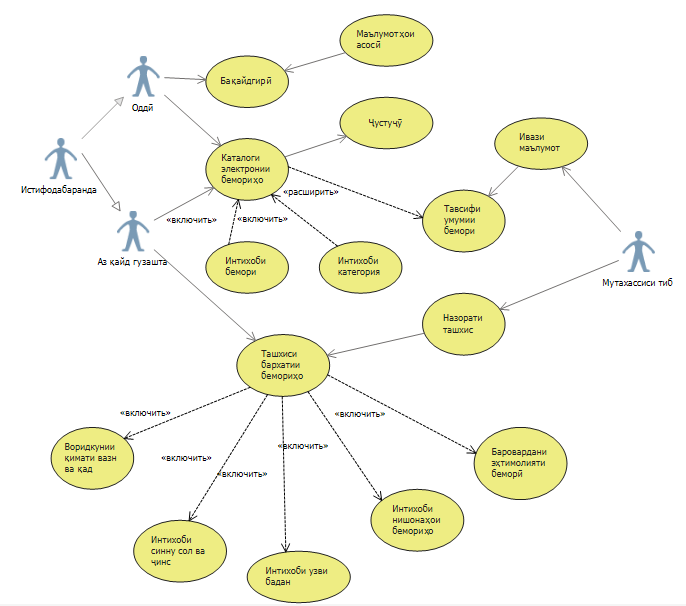 Маълумотҳои
асосӣ
Бақайдгирӣ
Оддӣ
Ҷустуҷӯ
Ивази
маълумот
Каталоги
электронии
бемориҳо
Истифодабаранда
«расширить»
Тавсифи
умумии
бемори
«включить»
«включить»
Аз қайд гузашта
Интихоби
бемори
Интихоби
категория
Мутахассиси тиб
Назорати
ташхис
Ташхиси
бархатии
бемориҳо
«включить»
«включить»
«включить»
«включить»
«включить»
Воридкунии
қимати вазн
ва қад
Баровардани
эҳтимолияти
беморӣ
Интихоби
нишонаҳои
бемориҳо
Интихоби
синну сол ва
ҷинс
Интихоби узви
бадан